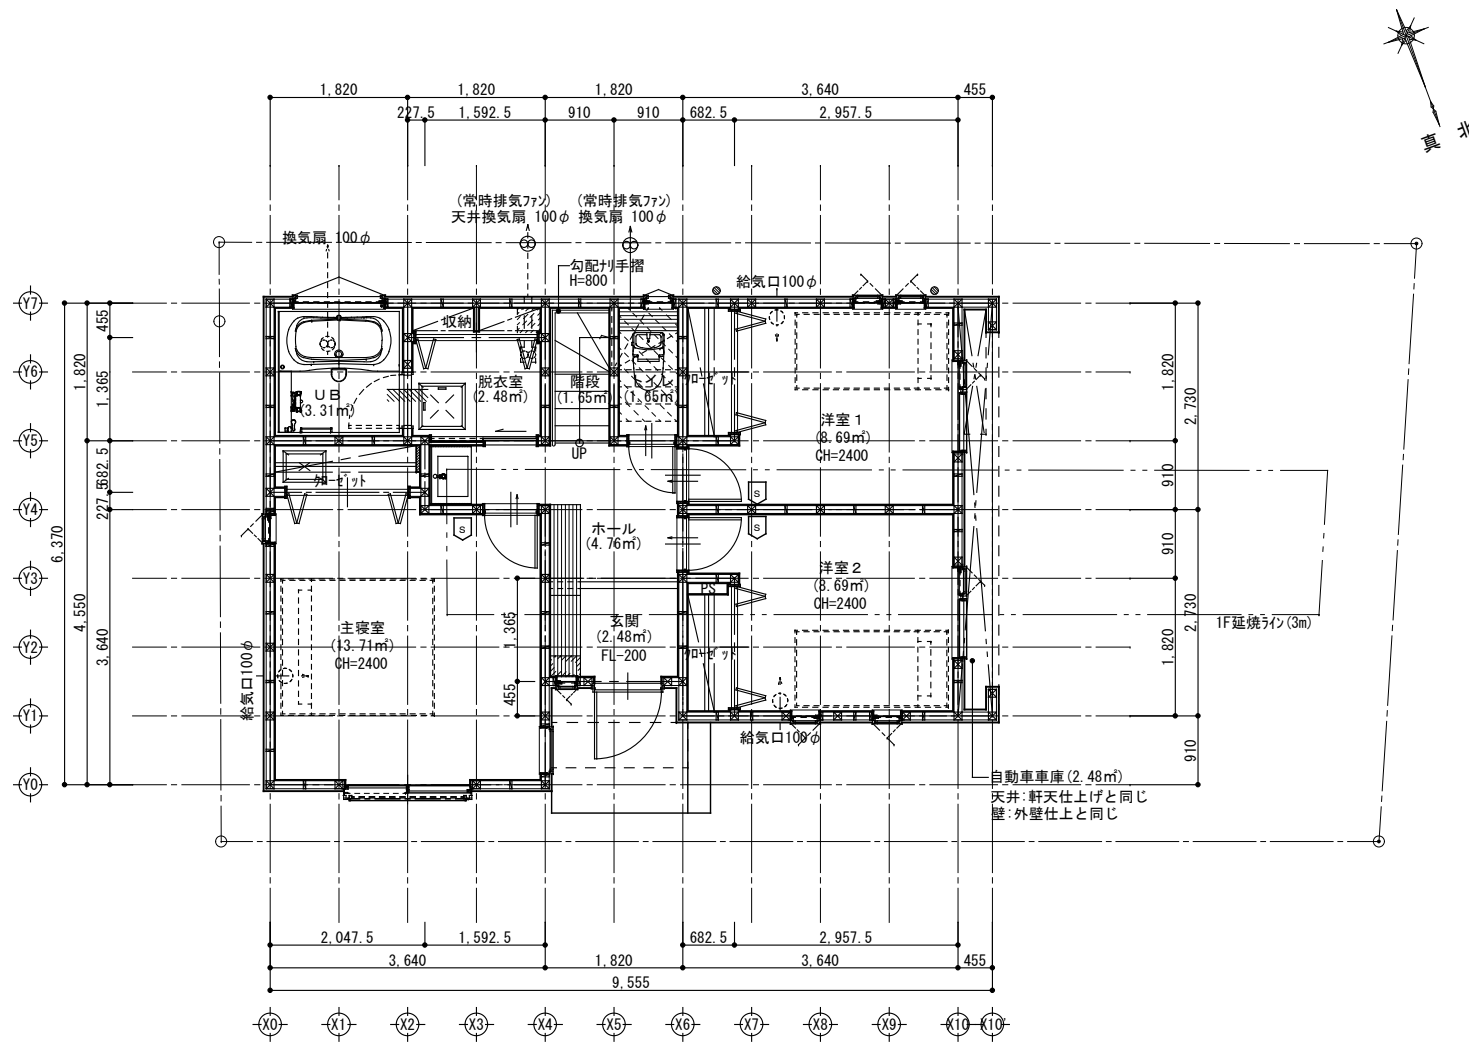 真北
1,820
1,820
1,820
3,640
455
227.5
1,592.5
910
910
682.5
2,957.5
(常時排気ファン)
天井換気扇 100φ
(常時排気ファン)
換気扇 100φ
換気扇 100φ
勾配ナリ手摺
H=800
給気口100φ
Y7
Y6
Y5
Y4
Y3
Y2
Y1
Y0
6,370
1,820
4,550
455
1,365
682.5
227.5
3,640
収納
UB
(3.31㎡)
脱衣室
(2.48㎡)
階段
(1.65㎡)
トイレ
(1.65㎡)
クローゼット
洋室1
(8.69㎡)
CH=2400
UP
クローゼット
S
S
S
ホール
(4.76㎡)
洋室2
(8.69㎡)
CH=2400
PS
主寝室
(13.71㎡)
CH=2400
1,365
455
玄関
(2.48㎡)
FL-200
クローゼット
給気口100φ
給気口100φ
1,820
910
910
1,820
2,730
2,730
910
1F延焼ライン(3m)
自動車車庫(2.48㎡)
天井:軒天仕上げと同じ
壁:外壁仕上と同じ
2,047.5
1,592.5
682.5
2,957.5
3,640
1,820
3,640
455
9,555
X0
X1
X2
X3
X4
X5
X6
X7
X8
X9
X10
X10'